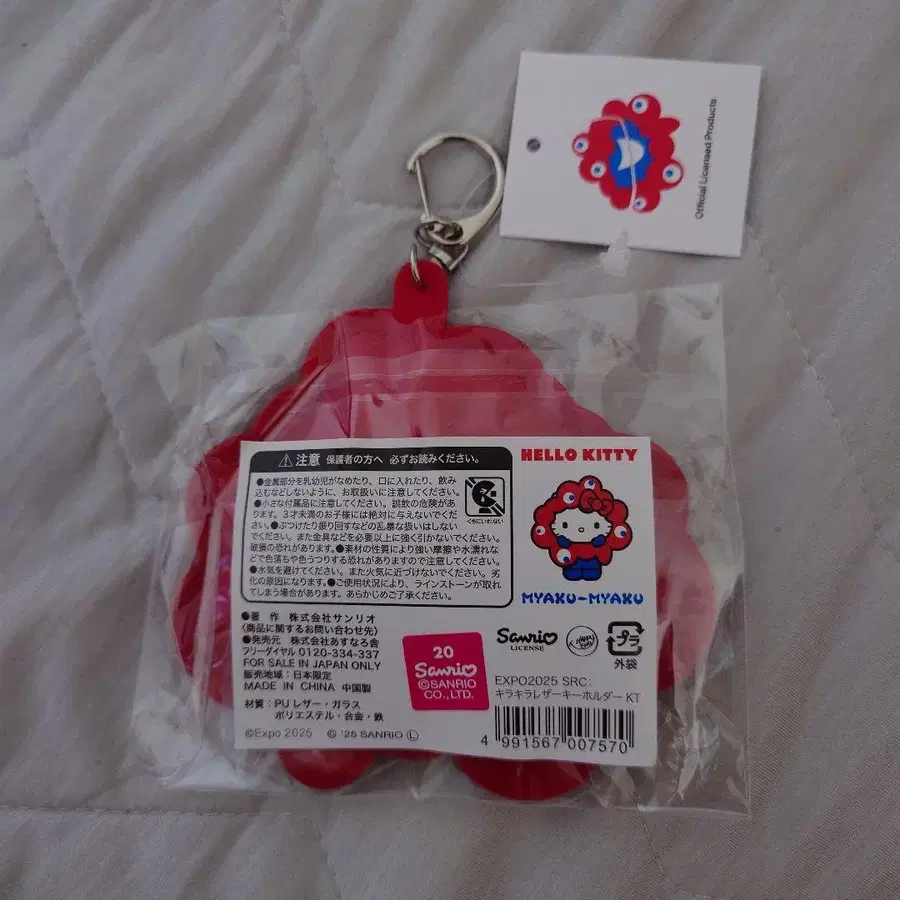 Official Licensed Products
⚠注意 保護者の方へ 必ずお読みください。
●金属部分を乳幼児がなめたり、口に入れたり、飲み
込むなどしないように、お取扱いに注意してください。
●小さな付属品に注意してください。誤飲の危険があ
ります。3才未満のお子様には絶対に与えないでくだ
さい。●ぶつけたり振り回すなどの乱暴な扱いはしない
でください。また金具などを必要以上に強く引かないでください。
破損の恐れがあります。●素材の性質により強い摩擦や水濡れな
どで色落ちや色うつりする恐れがありますので注意してください。
●水気を避けてください。また火気に近づけないでください。劣
化の原因になります。●ご使用状況により、ラインストーンが取れ
てしまう場合があります。あらかじめご了承ください。
くちにいれない
HELLO KITTY
MYAKU-MYAKU
●著 作 株式会社サンリオ
〈商品に関するお問い合わせ先〉
●発売元 株式会社あすなろ舎
フリーダイヤル 0120-334-337
FOR SALE IN JAPAN ONLY
販売地域:日本限定
MADE IN CHINA 中国製
材質:PUレザー・ガラス
ポリエステル・合金・鉄
©Expo 2025 © '25 SANRIO Ⓛ
20
Sanrio
©SANRIO
CO.,LTD.
Sanrio
LICENSE
プラ
外袋
EXPO2025 SRC:
キラキラレザーキーホルダー KT
4 991567 007570